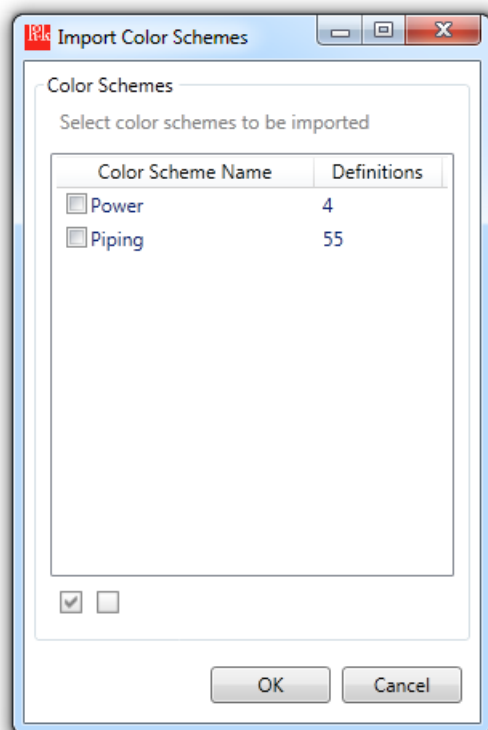 Import Color Schemes
Color Schemes
Select color schemes to be imported
Color Scheme Name Definitions
Power 4
Piping 55
OK Cancel